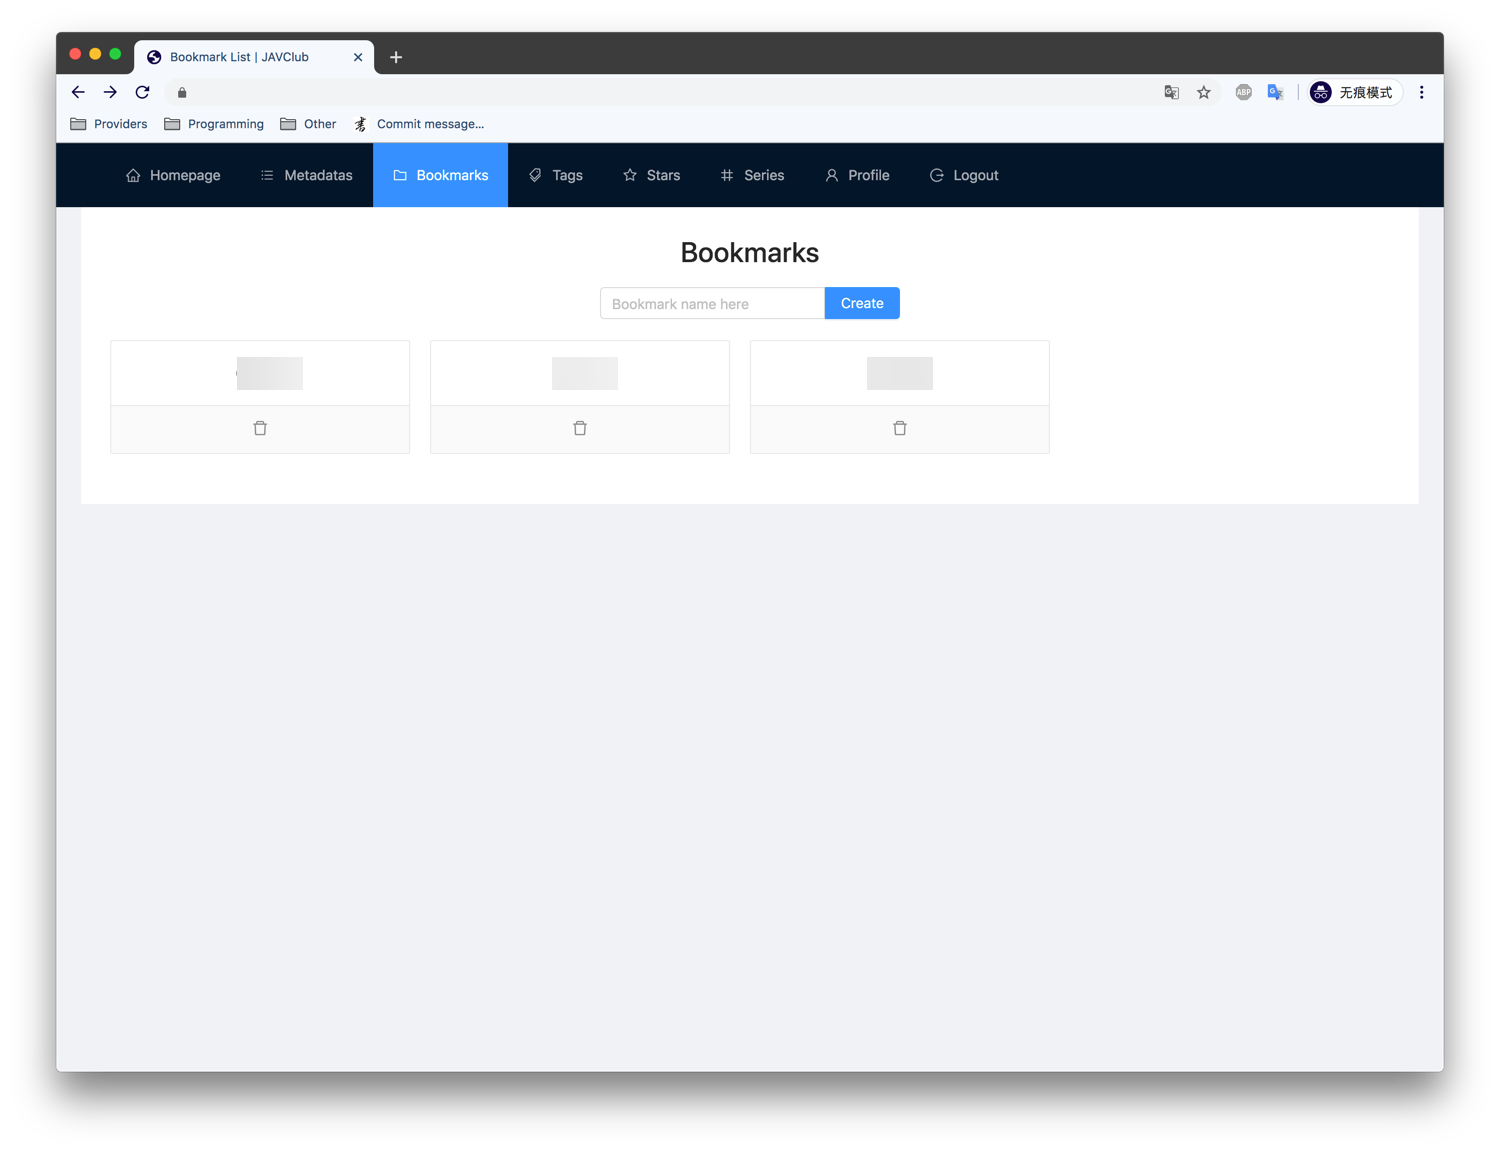 Bookmark List | JAVClub
ABP
无痕模式
Providers Programming Other Commit message...
Homepage Metadatas Bookmarks Tags Stars Series Profile Logout
Bookmarks
Bookmark name here Create